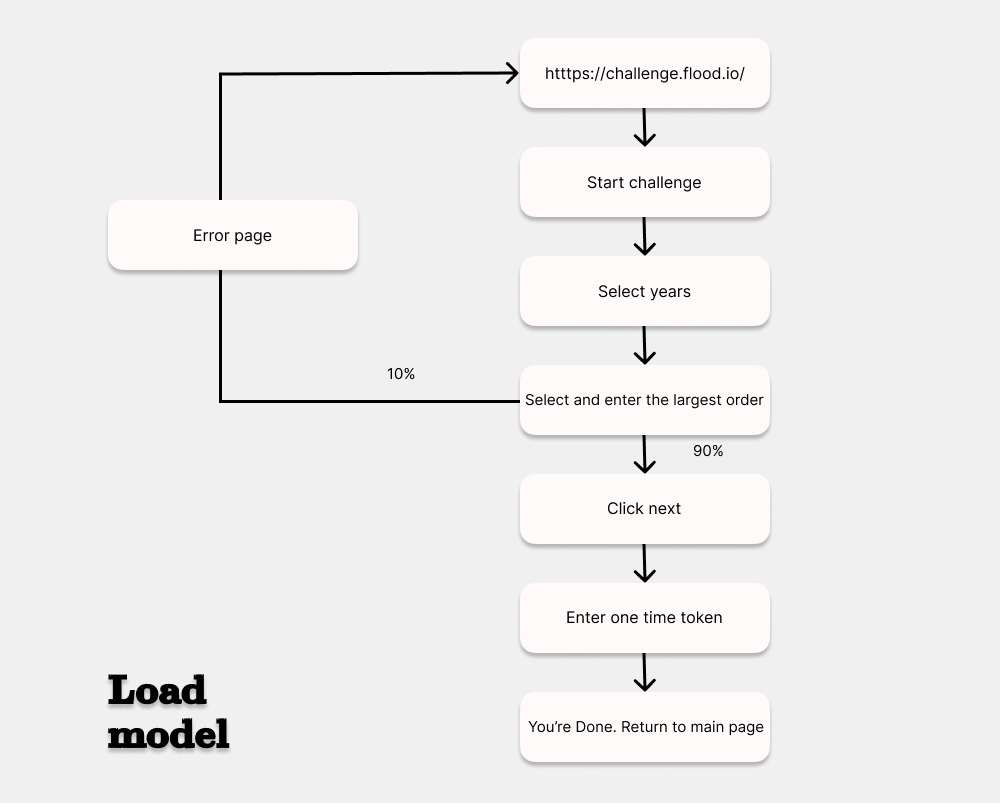 htttps://challenge.flood.io/
Start challenge
Error page
Select years
10%
Select and enter the largest order
90%
Click next
Enter one time token
Load
model
You’re Done. Return to main page